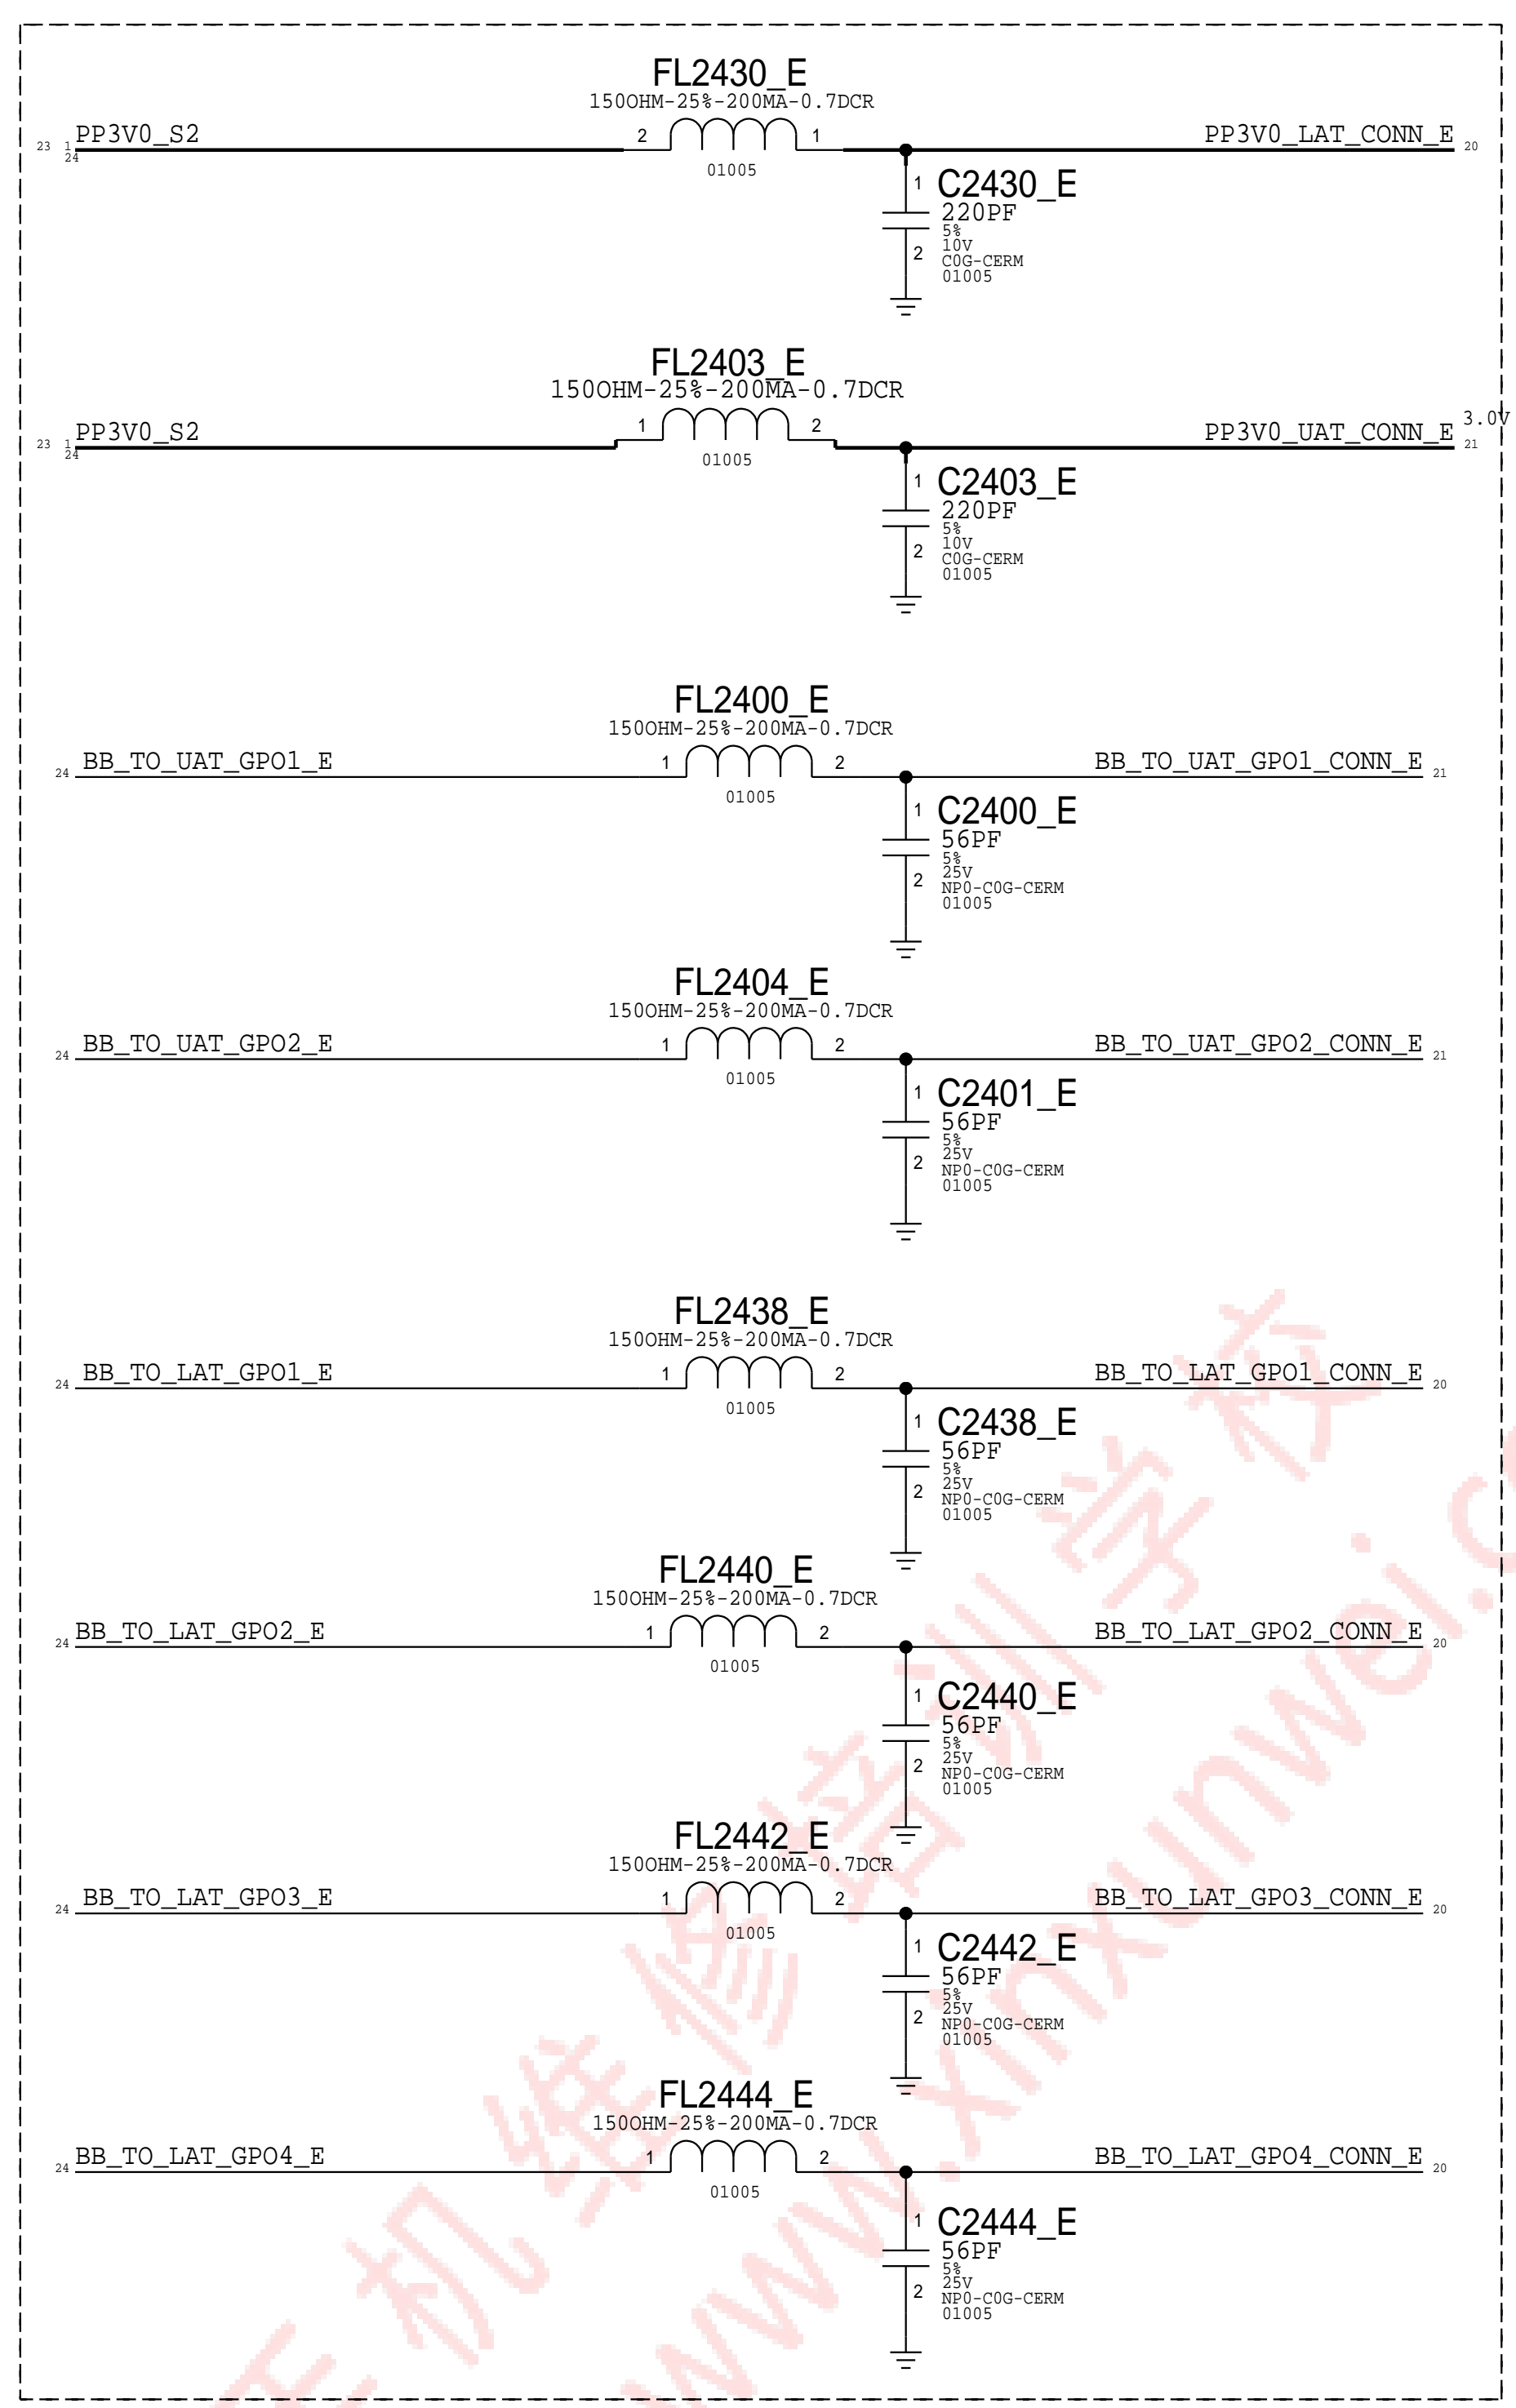 FL2430_E
150OHM-25%-200MA-0.7DCR
23 1 24 PP3V0_S2 2 1 PP3V0_LAT_CONN_E 20
01005
1 C2430_E
220PF
5%
10V
2 C0G-CERM
01005
FL2403_E
150OHM-25%-200MA-0.7DCR
3.0V
23 1 24 PP3V0_S2 1 2 PP3V0_UAT_CONN_E 21
01005
1 C2403_E
220PF
5%
10V
2 C0G-CERM
01005
FL2400_E
150OHM-25%-200MA-0.7DCR
24 BB_TO_UAT_GPO1_E 1 2 BB_TO_UAT_GPO1_CONN_E 21
01005
1 C2400_E
56PF
5%
25V
2 NP0-C0G-CERM
01005
FL2404_E
150OHM-25%-200MA-0.7DCR
24 BB_TO_UAT_GPO2_E 1 2 BB_TO_UAT_GPO2_CONN_E 21
01005
1 C2401_E
56PF
5%
25V
2 NP0-C0G-CERM
01005
FL2438_E
150OHM-25%-200MA-0.7DCR
24 BB_TO_LAT_GPO1_E 1 2 BB_TO_LAT_GPO1_CONN_E 20
01005
1 C2438_E
56PF
5%
25V
2 NP0-C0G-CERM
01005
FL2440_E
150OHM-25%-200MA-0.7DCR
24 BB_TO_LAT_GPO2_E 1 2 BB_TO_LAT_GPO2_CONN_E 20
01005
1 C2440_E
56PF
5%
25V
2 NP0-C0G-CERM
01005
FL2442_E
150OHM-25%-200MA-0.7DCR
24 BB_TO_LAT_GPO3_E 1 2 BB_TO_LAT_GPO3_CONN_E 20
01005
1 C2442_E
56PF
5%
25V
2 NP0-C0G-CERM
01005
FL2444_E
150OHM-25%-200MA-0.7DCR
24 BB_TO_LAT_GPO4_E 1 2 BB_TO_LAT_GPO4_CONN_E 20
01005
1 C2444_E
56PF
5%
25V
2 NP0-C0G-CERM
01005
机维修培训学校
www.xinxunwei.c